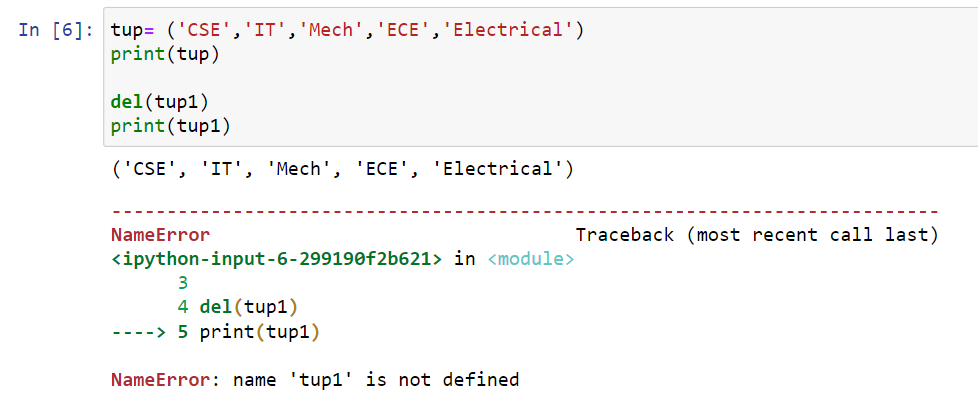 In [6]: tup= ('CSE','IT','Mech','ECE','Electrical')
print(tup)
del(tup1)
print(tup1)
('CSE', 'IT', 'Mech', 'ECE', 'Electrical')
---------------------------------------------------------------------------
NameError Traceback (most recent call last)
<ipython-input-6-299190f2b621> in <module>
3
4 del(tup1)
----> 5 print(tup1)
NameError: name 'tup1' is not defined